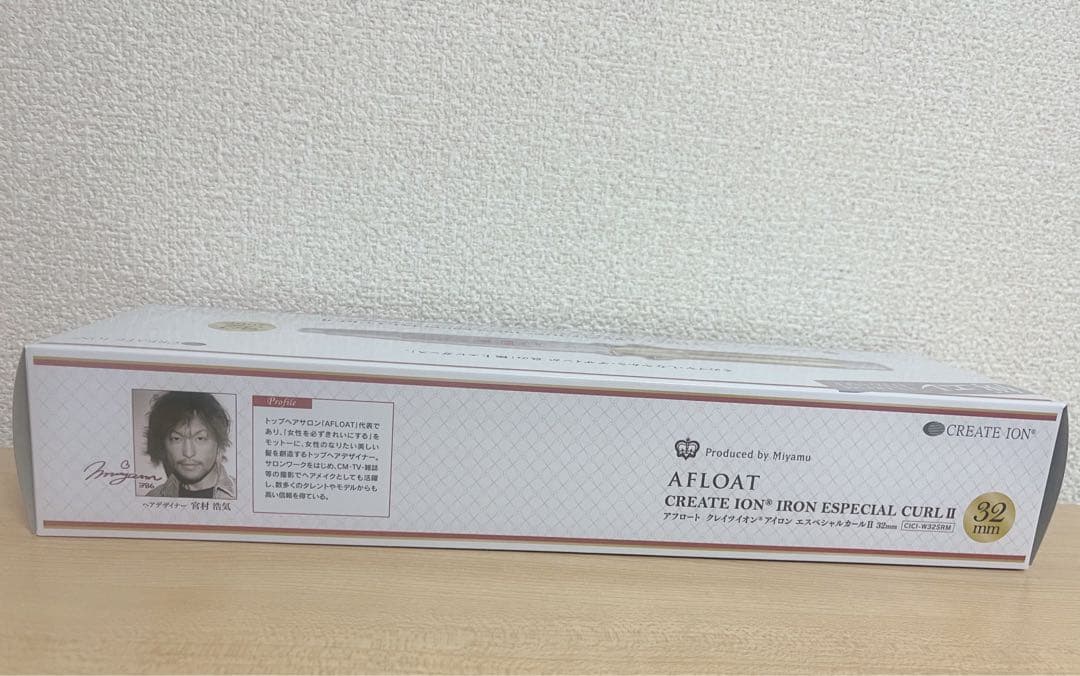 Profile
トップヘアサロン「AFLOAT」代表で
あり、「女性を必ずきれいにする」を
モットーに、女性のなりたい美しい
髪を創造するトップヘアデザイナー。
サロンワークをはじめ、CM・TV・雑誌
等の撮影でヘアメイクとしても活躍
し、数多くのタレントやモデルからも
高い信頼を得ている。
ヘアデザイナー 宮村 浩気
CREATE ION®
Produced by Miyamu
AFLOAT
CREATE ION® IRON ESPECIAL CURL II
アフロート クレイツイオン®アイロン エスペシャルカールII 32mm CICI-W32SRM
32
mm